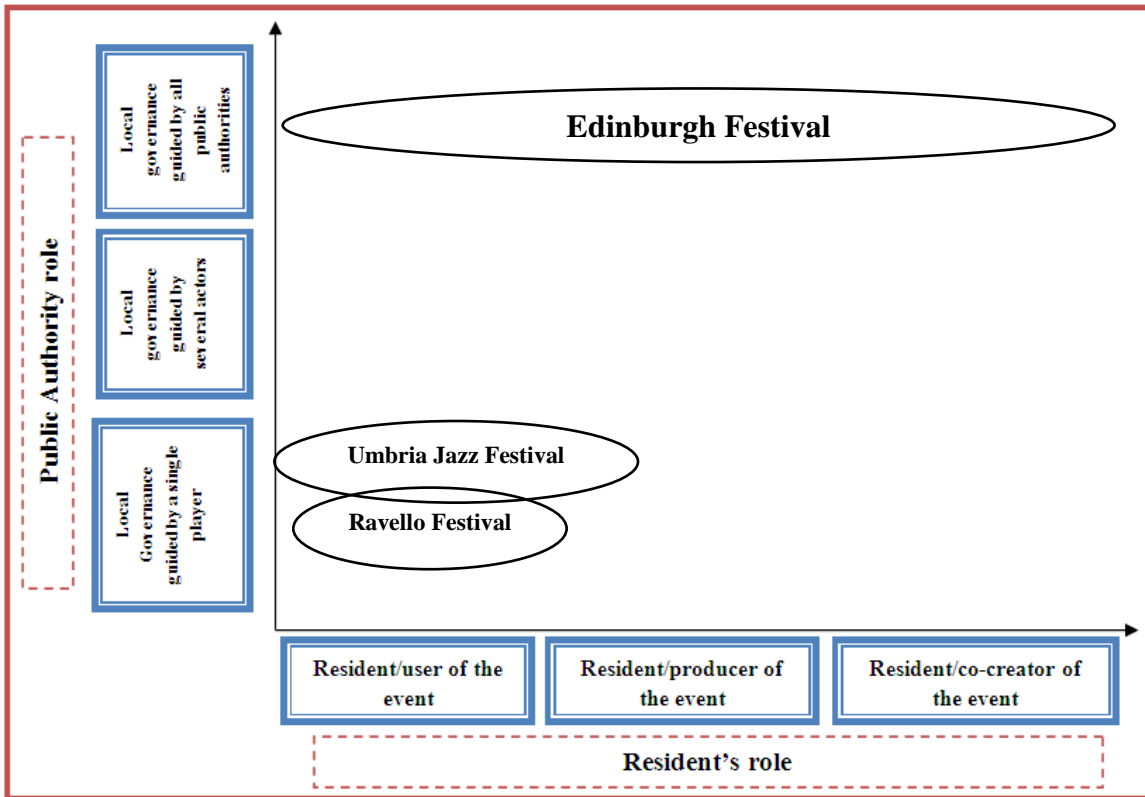 Public Authority role
Local
governance
guided by all
public
authorities
Local
governance
guided by
several actors
Local
Governance
guided by a single
player
Edinburgh Festival
Umbria Jazz Festival
Ravello Festival
Resident/user of the
event
Resident/producer of
the event
Resident/co-creator of
the event
Resident's role